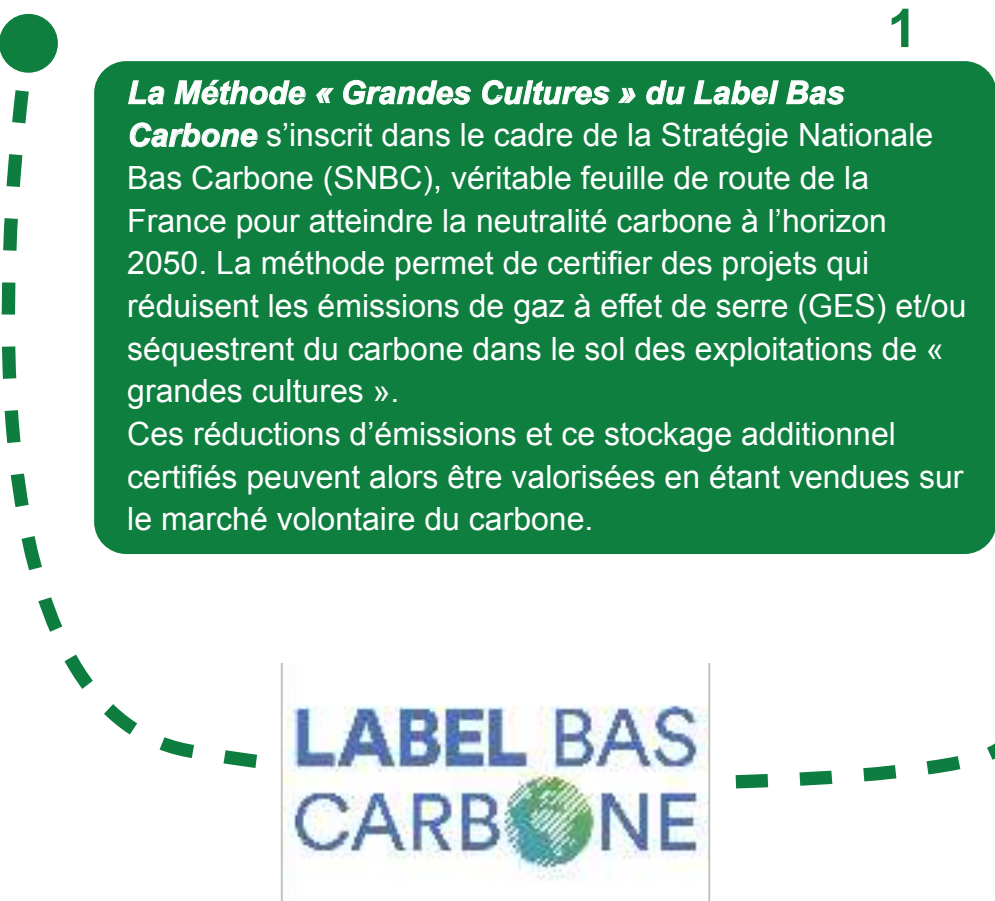 1
La Méthode « Grandes Cultures » du Label Bas
Carbone s’inscrit dans le cadre de la Stratégie Nationale
Bas Carbone (SNBC), véritable feuille de route de la
France pour atteindre la neutralité carbone à l’horizon
2050. La méthode permet de certifier des projets qui
réduisent les émissions de gaz à effet de serre (GES) et/ou
séquestrent du carbone dans le sol des exploitations de «
grandes cultures ».
Ces réductions d’émissions et ce stockage additionnel
certifiés peuvent alors être valorisées en étant vendues sur
le marché volontaire du carbone.
LABEL BAS
CARBONE